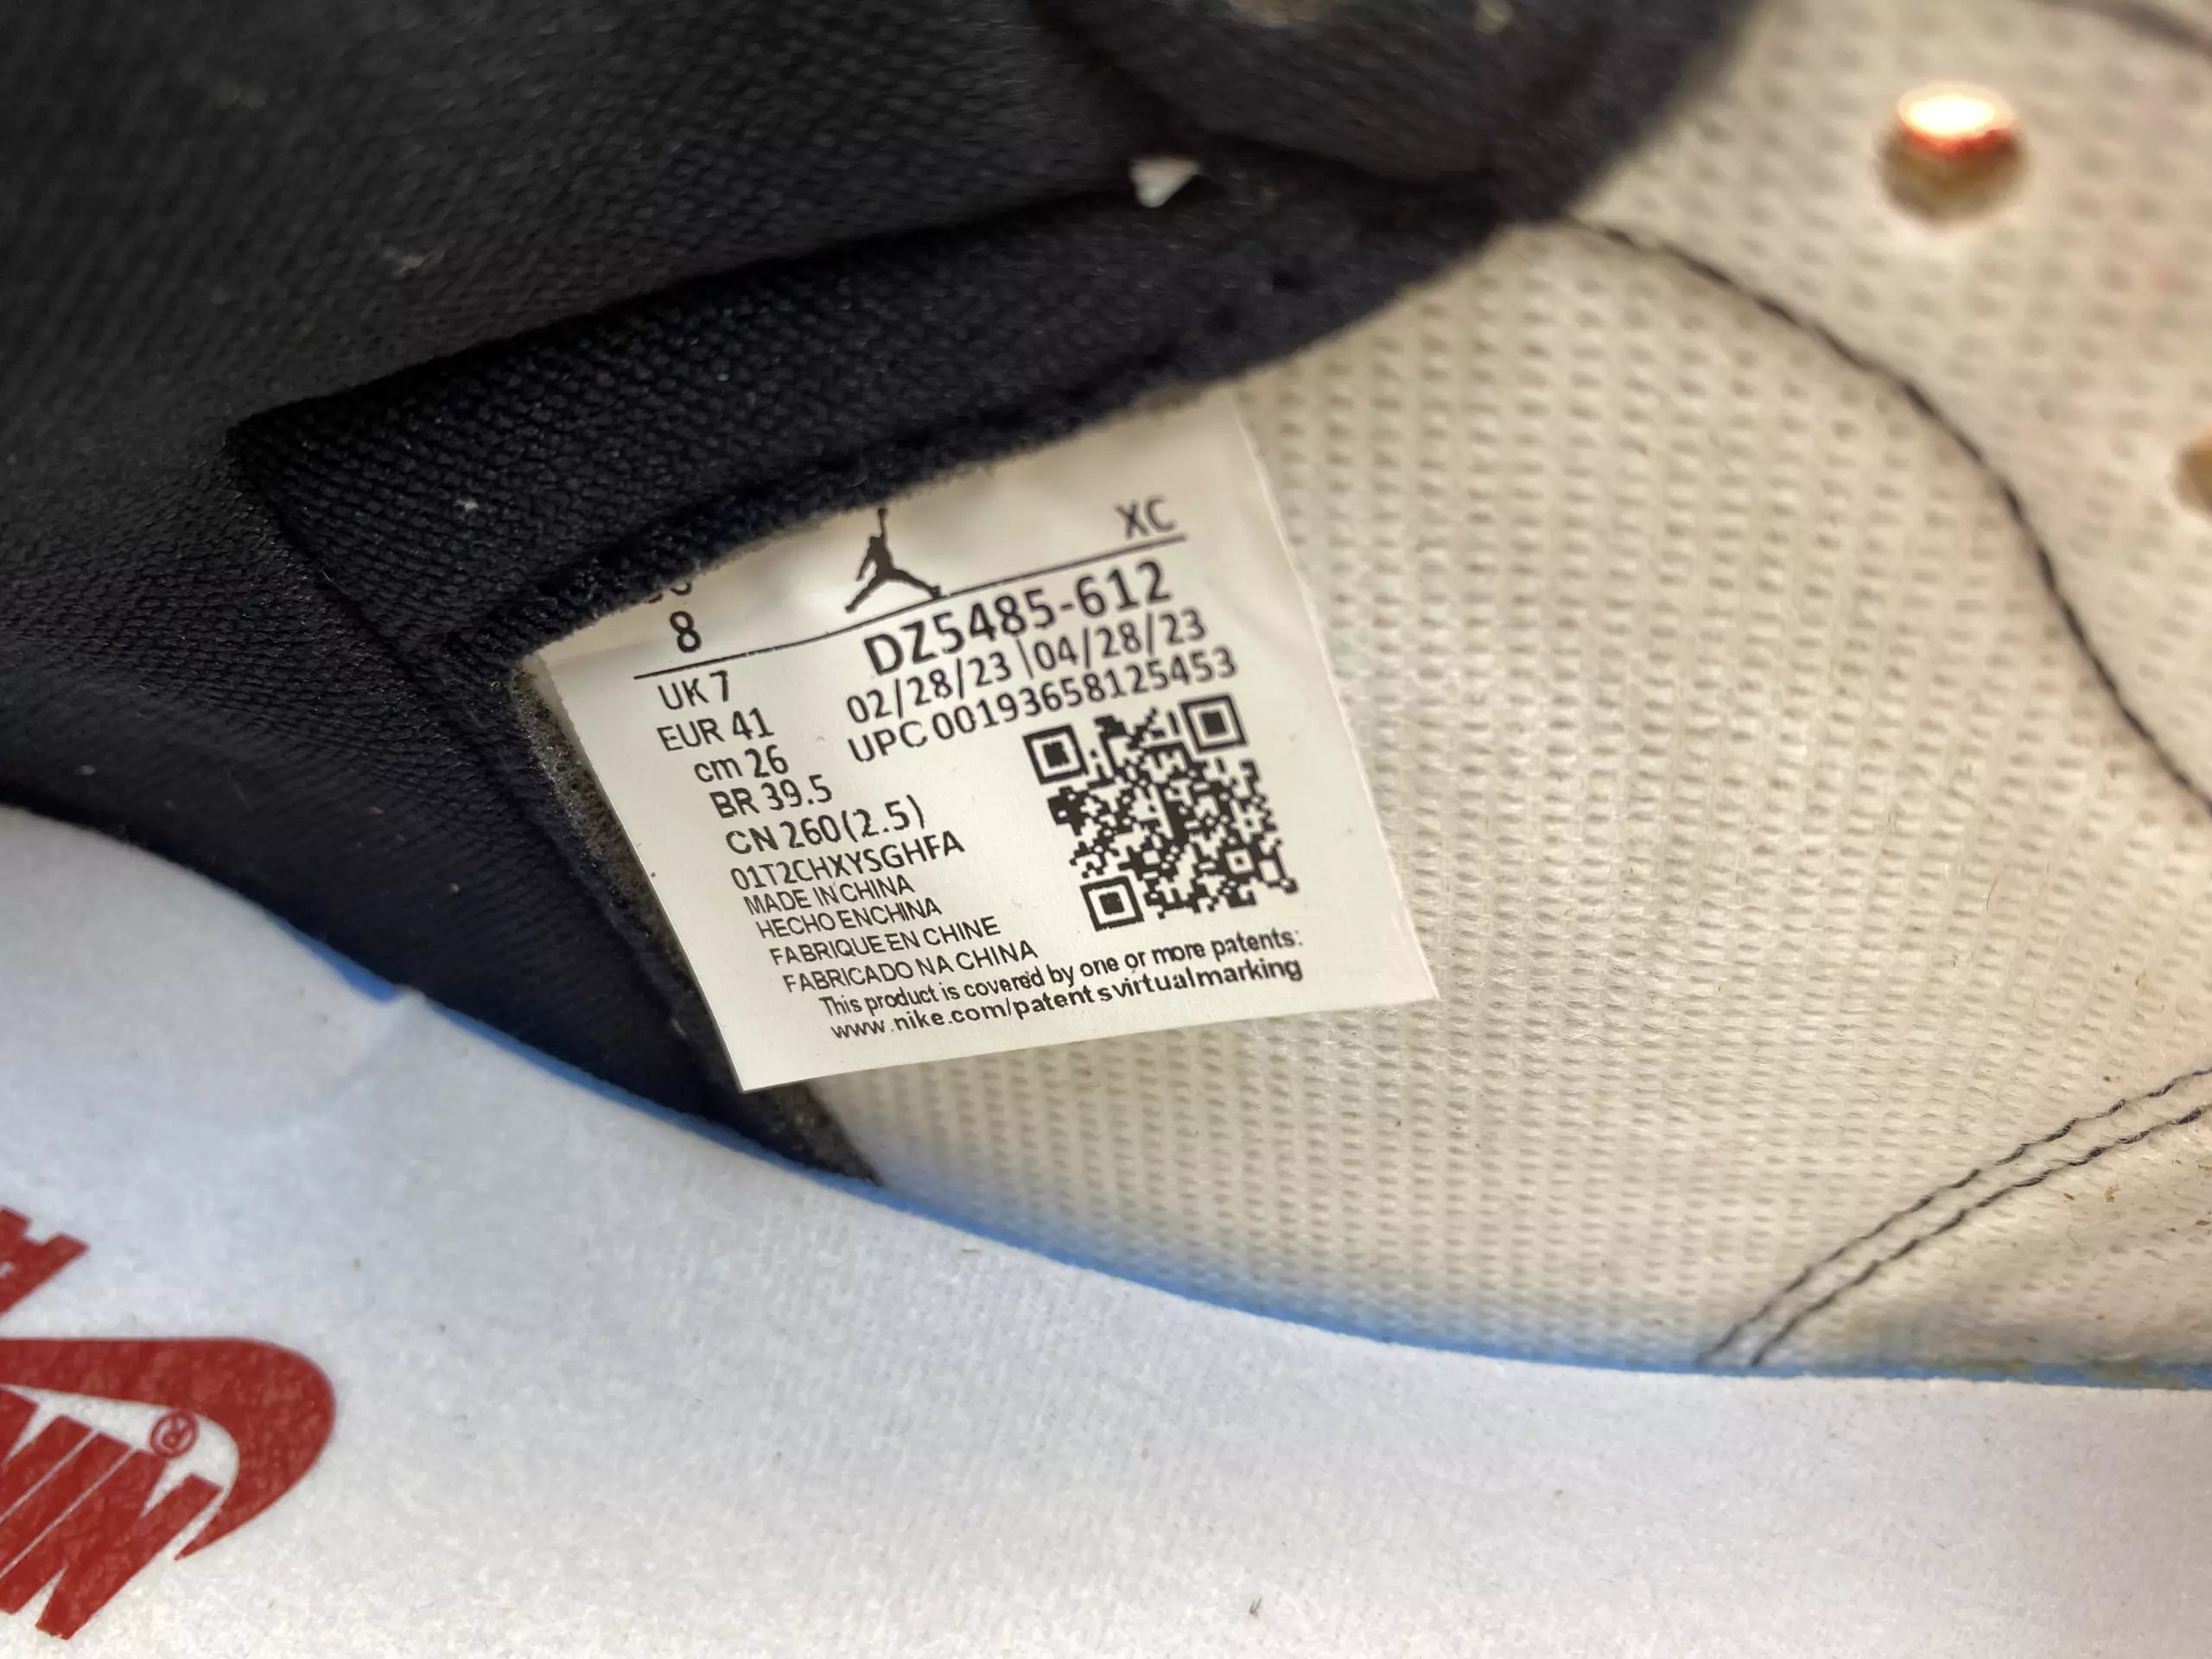 XC
8
DZ5485-612
UK 7
02/28/23 \04/28/23
EUR 41
UPC 00193658125453
cm 26
BR 39.5
CN 260(2.5)
01T2CHXYSGHFA
MADE IN CHINA
HECHO EN CHINA
FABRIQUE EN CHINE
FABRICADO NA CHINA
This product is covered by one or more patents:
www.nike.com/patentsvirtualmarking